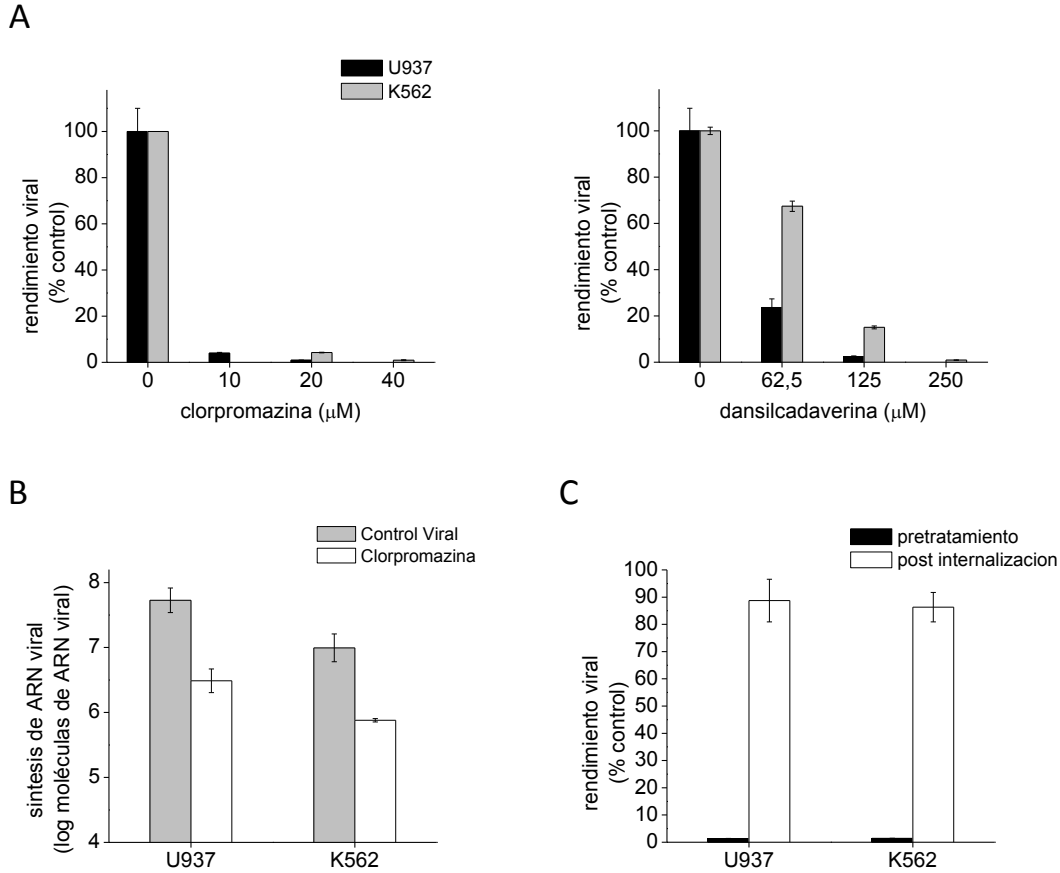 A
U937
K562
100
80
60
40
20
0
rendimiento viral
(% control)
0 10 20 40
clorpromazina (μM)
100
80
60
40
20
0
rendimiento viral
(% control)
0 62,5 125 250
dansilcadaverina (μM)
B
Control Viral
Clorpromazina
8
7
6
5
4
sintesis de ARN viral
(log moléculas de ARN viral)
U937 K562
C
pretratamiento
post internalizacion
100
90
80
70
60
50
40
30
20
10
0
rendimiento viral
(% control)
U937 K562